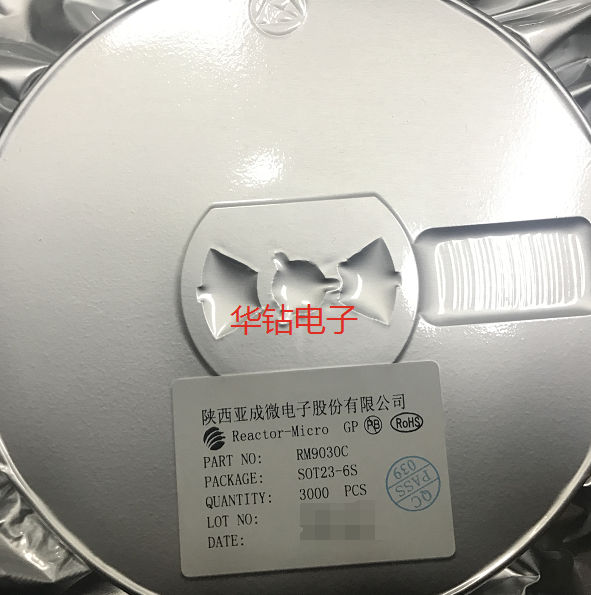 华钻电子
陕西亚成微电子股份有限公司
Reactor-Micro GP Pb RoHS
PART NO: RM9030C
PACKAGE: SOT23-6S
QUANTITY: 3000 PCS
LOT NO:
DATE:
QC
PASS
039